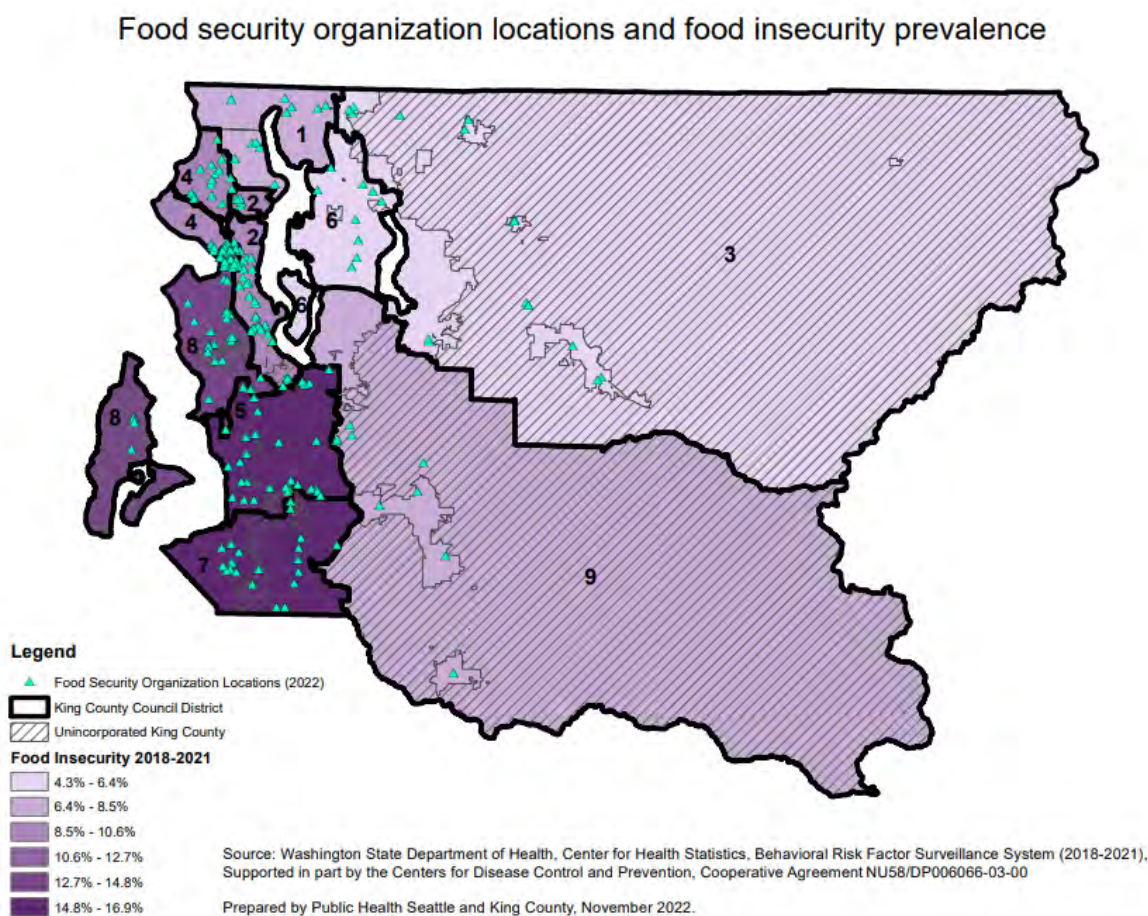 Food security organization locations and food insecurity prevalence
1
4
2
4
2
6
3
6
8
5
8
7
9
Legend
Food Security Organization Locations (2022)
King County Council District
Unincorporated King County
Food Insecurity 2018-2021
4.3% - 6.4%
6.4% - 8.5%
8.5% - 10.6%
10.6% - 12.7%
12.7% - 14.8%
14.8% - 16.9%
Source: Washington State Department of Health, Center for Health Statistics, Behavioral Risk Factor Surveillance System (2018-2021),
Supported in part by the Centers for Disease Control and Prevention, Cooperative Agreement NU58/DP006066-03-00
Prepared by Public Health Seattle and King County, November 2022.